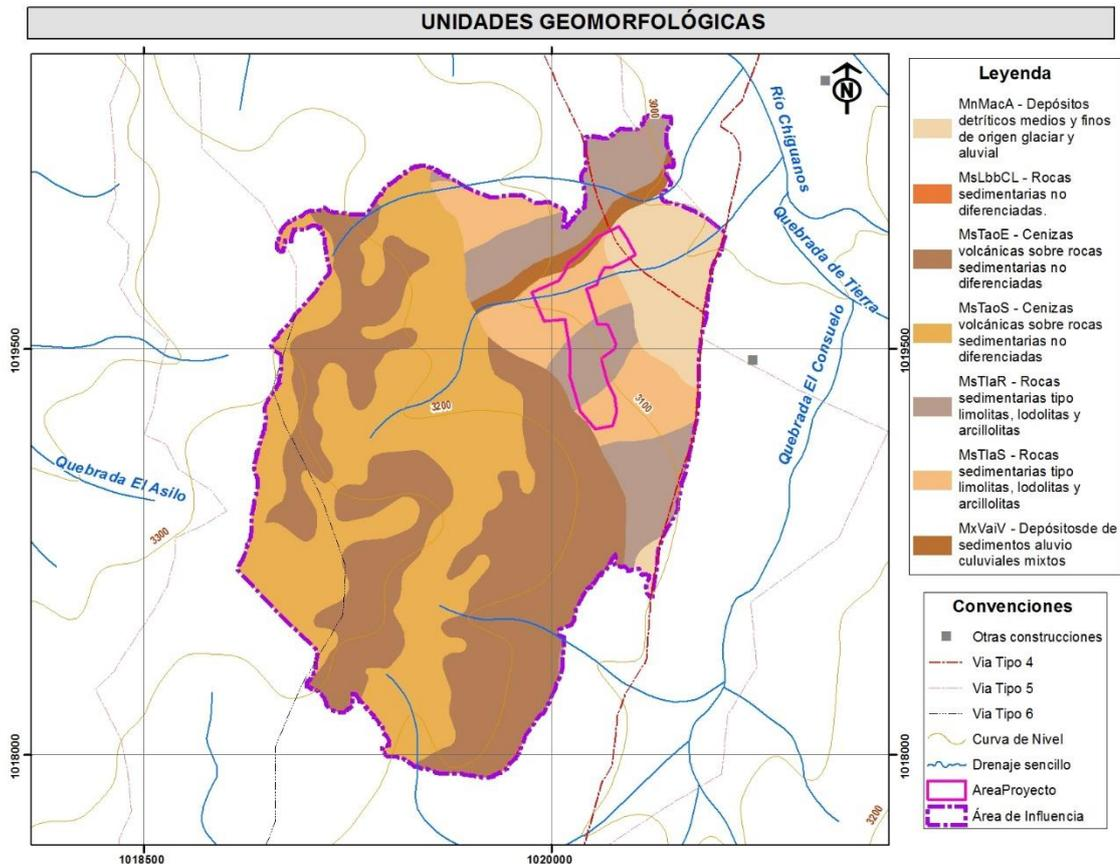 UNIDADES GEOMORFOLÓGICAS
N
3000
Río Chiguanos
Quebrada de Tierra
Quebrada El Consuelo
Quebrada El Asilo
3200
3100
3300
3200
1019500
1019500
1018000
1018000
1018500
1020000
Leyenda
MnMacA - Depósitos
detríticos medios y finos
de origen glaciar y
aluvial
MsLbbCL - Rocas
sedimentarias no
diferenciadas.
MsTaoE - Cenizas
volcánicas sobre rocas
sedimentarias no
diferenciadas
MsTaoS - Cenizas
volcánicas sobre rocas
sedimentarias no
diferenciadas
MsTlaR - Rocas
sedimentarias tipo
limolitas, lodolitas y
arcillolitas
MsTlaS - Rocas
sedimentarias tipo
limolitas, lodolitas y
arcillolitas
MxVaiV - Depósitosde de
sedimentos aluvio
culuviales mixtos
Convenciones
Otras construcciones
Via Tipo 4
Via Tipo 5
Via Tipo 6
Curva de Nivel
Drenaje sencillo
AreaProyecto
Área de Influencia